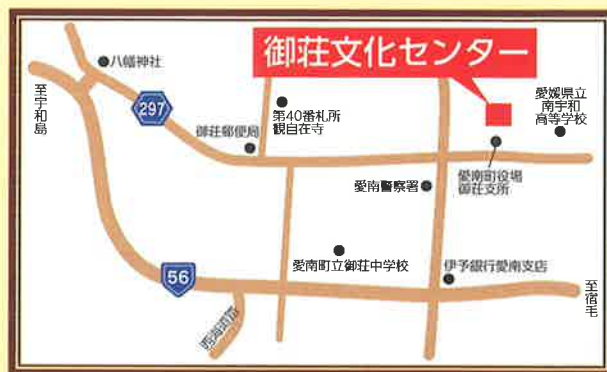 御荘文化センター
八幡神社
至宇和島
297
第40番札所
観自在寺
愛媛県立
南宇和
高等学校
御荘郵便局
愛南警察署
愛南町役場
御荘支所
愛南町立御荘中学校
伊予銀行愛南支店
56
至宿毛